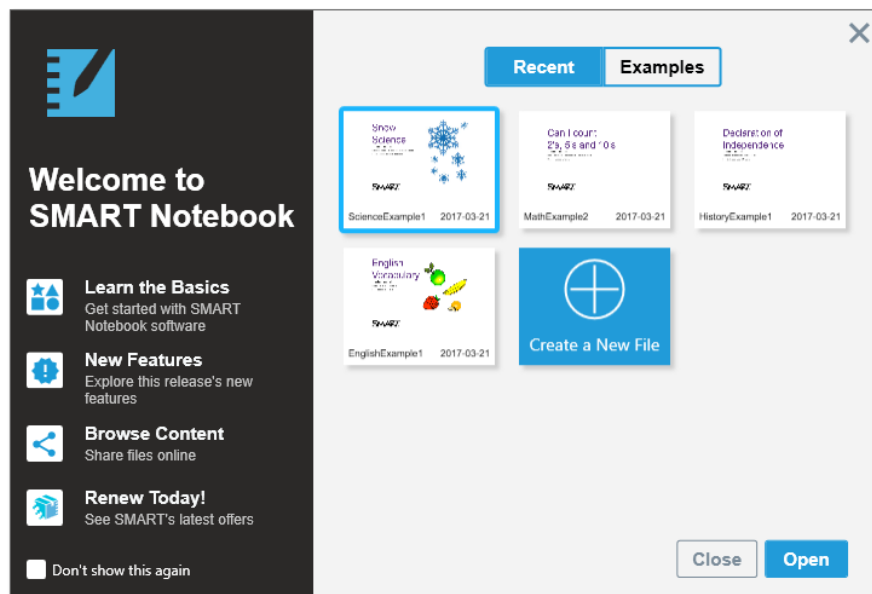 Welcome to
SMART Notebook
Learn the Basics
Get started with SMART
Notebook software
New Features
Explore this release's new
features
Browse Content
Share files online
Renew Today!
See SMART's latest offers
Don't show this again
Recent
Examples
Snow
Science
SMART
ScienceExample1 2017-03-21
Can I count
2's, 5's and 10's
SMART
MathExample2 2017-03-21
Declaration of
Independence
SMART
HistoryExample1 2017-03-21
English
Vocabulary
SMART
EnglishExample1 2017-03-21
Create a New File
Close
Open